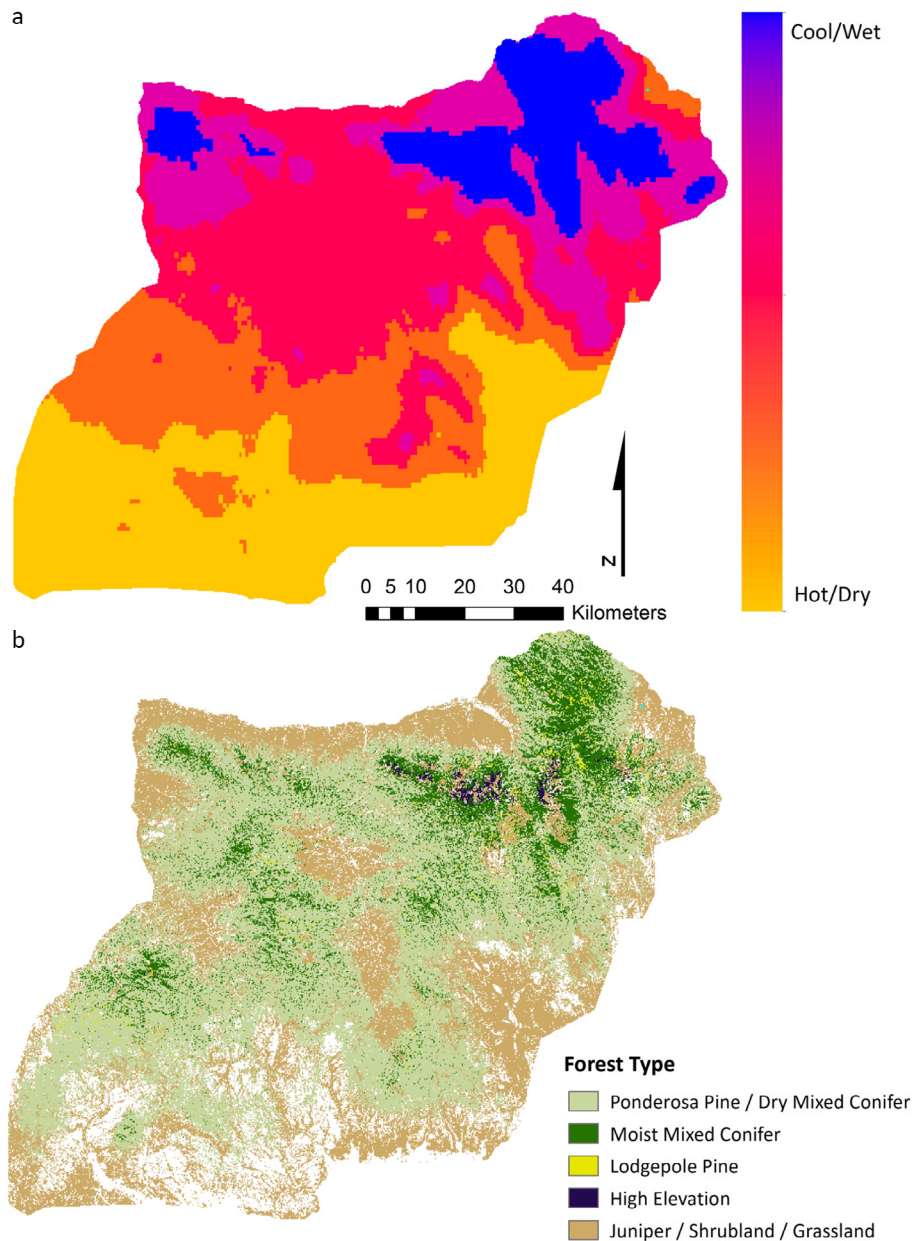 a
Cool/Wet
Hot/Dry
N
0 5 10 20 30 40
Kilometers
b
Forest Type
Ponderosa Pine / Dry Mixed Conifer
Moist Mixed Conifer
Lodgepole Pine
High Elevation
Juniper / Shrubland / Grassland